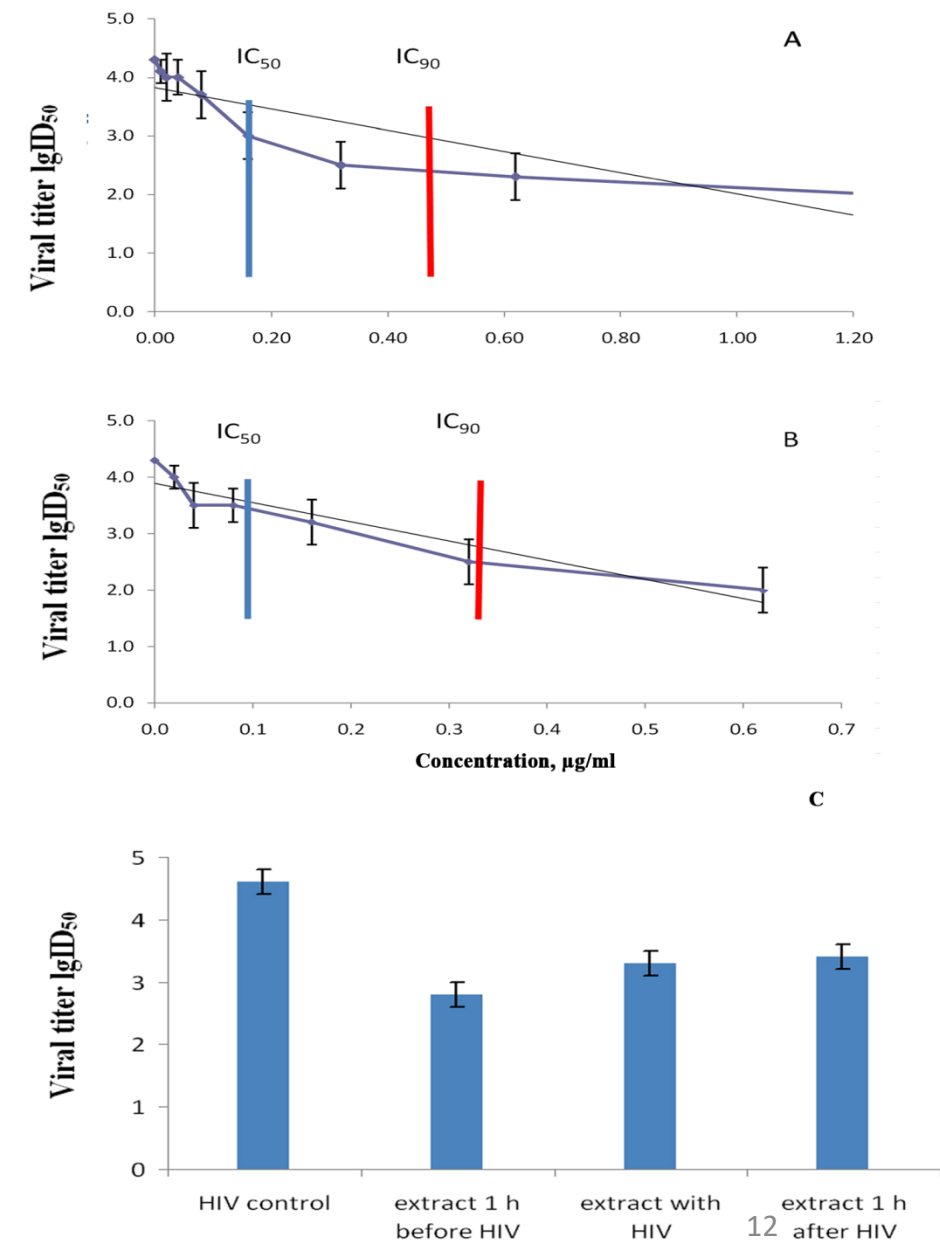 A
IC50
IC90
Viral titer lgID50
5.0
4.0
3.0
2.0
1.0
0.0
0.00 0.20 0.40 0.60 0.80 1.00 1.20
B
IC50
IC90
Viral titer lgID50
5.0
4.0
3.0
2.0
1.0
0.0
0.0 0.1 0.2 0.3 0.4 0.5 0.6 0.7
Concentration, µg/ml
C
Viral titer lgID50
5
4
3
2
1
0
HIV control
extract 1 h
before HIV
extract with
HIV
extract 1 h
after HIV
12